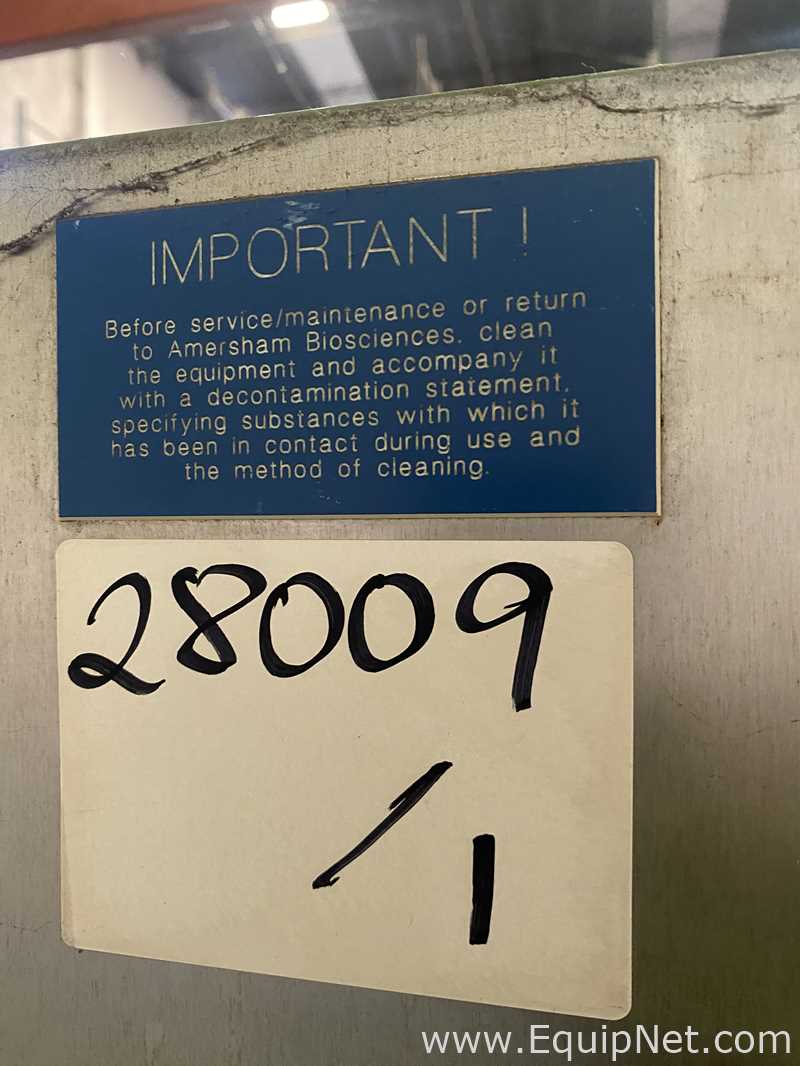 IMPORTANT !
Before service/maintenance or return
to Amersham Biosciences, clean
the equipment and accompany it
with a decontamination statement,
specifying substances with which it
has been in contact during use and
the method of cleaning.
28009
/1
www.EquipNet.com